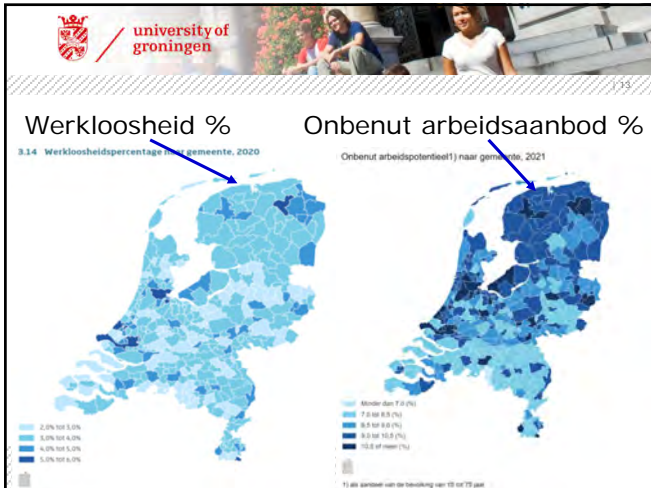 university of
groningen
| 13
Werkloosheid %
Onbenut arbeidsaanbod %
3.14 Werkloosheidspercentage naar gemeente, 2020
Onbenut arbeidspotentieel1) naar gemeente, 2021
2,0% tot 3,0%
3,0% tot 4,0%
4,0% tot 5,0%
5,0% tot 6,0%
Minder dan 7,0 (%)
7,0 tot 8,5 (%)
8,5 tot 9,0 (%)
9,0 tot 10,5 (%)
10,5 of meer (%)
1) als aandeel van de bevolking van 15 tot 75 jaar